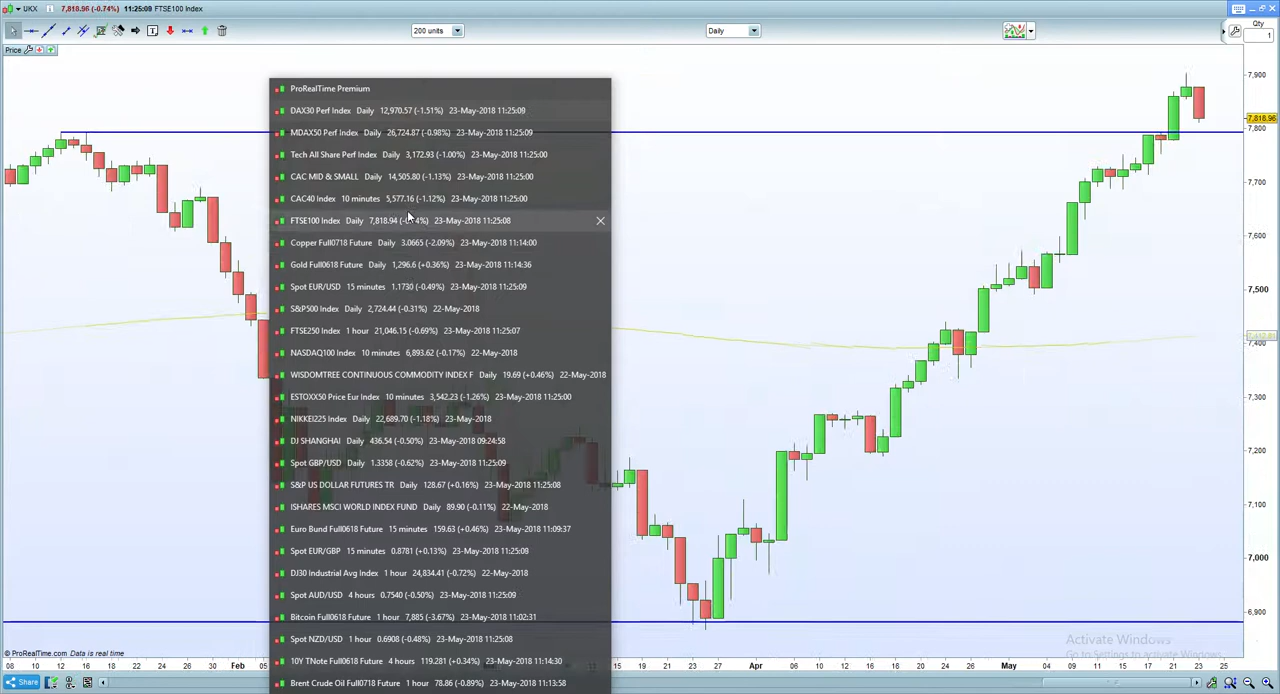 UKX 7,818.96 (-0.74%) 11:25:09 FTSE100 Index
200 units
Daily
Qty
1
Price
ProRealTime Premium
DAX30 Perf Index Daily 12,970.57 (-1.51%) 23-May-2018 11:25:09
MDAX50 Perf Index Daily 26,724.87 (-0.98%) 23-May-2018 11:25:09
Tech All Share Perf Index Daily 3,172.93 (-1.00%) 23-May-2018 11:25:00
CAC MID & SMALL Daily 14,505.80 (-1.13%) 23-May-2018 11:25:00
CAC40 Index 10 minutes 5,577.16 (-1.12%) 23-May-2018 11:25:00
FTSE100 Index Daily 7,818.94 23-May-2018 11:25:08
Copper Full0718 Future Daily 3.0665 (-2.09%) 23-May-2018 11:14:00
Gold Full0618 Future Daily 1,296.6 (+0.36%) 23-May-2018 11:14:36
Spot EUR/USD 15 minutes 1.1730 (-0.49%) 23-May-2018 11:25:09
S&P500 Index Daily 2,724.44 (-0.31%) 22-May-2018
FTSE250 Index 1 hour 21,046.15 (-0.69%) 23-May-2018 11:25:07
NASDAQ100 Index 10 minutes 6,893.62 (-0.17%) 22-May-2018
WISDOMTREE CONTINUOUS COMMODITY INDEX F Daily 19.69 (+0.46%) 22-May-2018
ESTOXX50 Price Eur Index 10 minutes 3,542.23 (-1.26%) 23-May-2018 11:25:00
NIKKEI225 Index Daily 22,689.70 (-1.18%) 23-May-2018
DJ SHANGHAI Daily 436.54 (-0.50%) 23-May-2018 09:24:58
Spot GBP/USD Daily 1.3358 (-0.62%) 23-May-2018 11:25:09
S&P US DOLLAR FUTURES TR Daily 128.67 (+0.16%) 23-May-2018 11:25:08
ISHARES MSCI WORLD INDEX FUND Daily 89.90 (-0.11%) 22-May-2018
Euro Bund Full0618 Future 15 minutes 159.63 (+0.46%) 23-May-2018 11:09:37
Spot EUR/GBP 15 minutes 0.8781 (+0.13%) 23-May-2018 11:25:08
DJ30 Industrial Avg Index 1 hour 24,834.41 (-0.72%) 22-May-2018
Spot AUD/USD 4 hours 0.7540 (-0.50%) 23-May-2018 11:25:09
Bitcoin Full0618 Future 1 hour 7,885 (-3.67%) 23-May-2018 11:02:31
Spot NZD/USD 1 hour 0.6908 (-0.48%) 23-May-2018 11:25:08
10Y TNote Full0618 Future 4 hours 119.281 (+0.34%) 23-May-2018 11:14:30
Brent Crude Oil Full0718 Future 1 hour 78.86 (-0.89%) 23-May-2018 11:13:58
7,900
7,818.96
7,800
7,700
7,600
7,500
7,400
7,300
7,200
7,100
7,000
6,900
Activate Windows
Go to Settings to activate Windows.
© ProRealTime.com Data is real time
08 10 16 18 22 24 26 30 Feb 05 15 19 21 23 27 Apr 06 10 12 16 18 20 24 26 May 04 09 11 15 17 21 23 25
Share